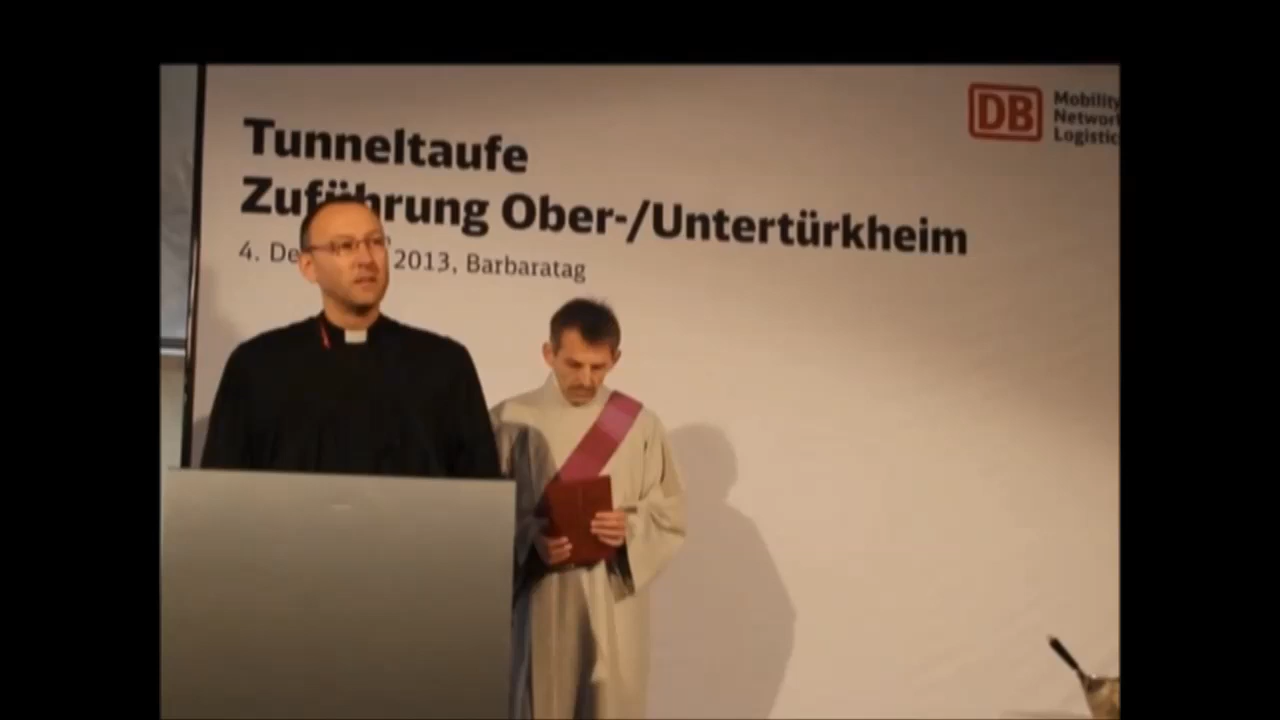 Tunneltaufe
Zuführung Ober-/Untertürkheim
4. De 2013, Barbaratag
DB
Mobility
Networ
Logistic